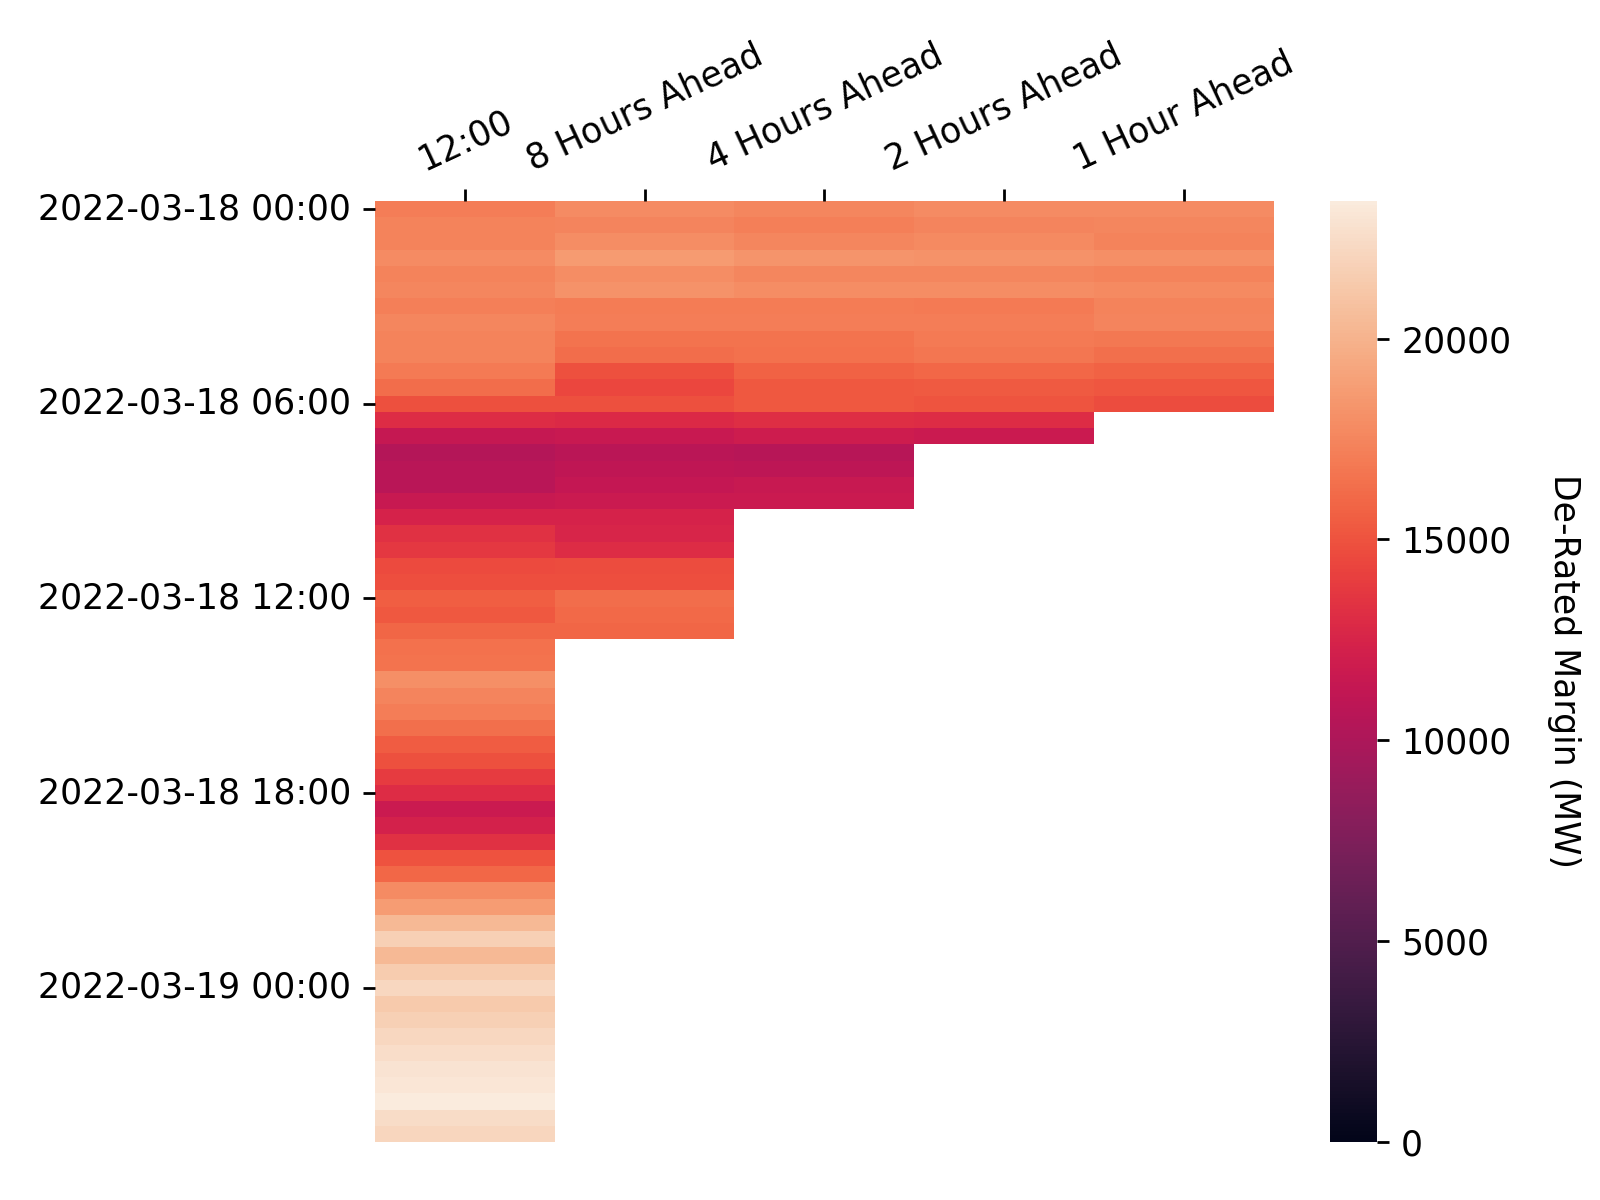 12:00
8 Hours Ahead
4 Hours Ahead
2 Hours Ahead
1 Hour Ahead
2022-03-18 00:00
2022-03-18 06:00
2022-03-18 12:00
2022-03-18 18:00
2022-03-19 00:00
20000
15000
10000
5000
0
De-Rated Margin (MW)